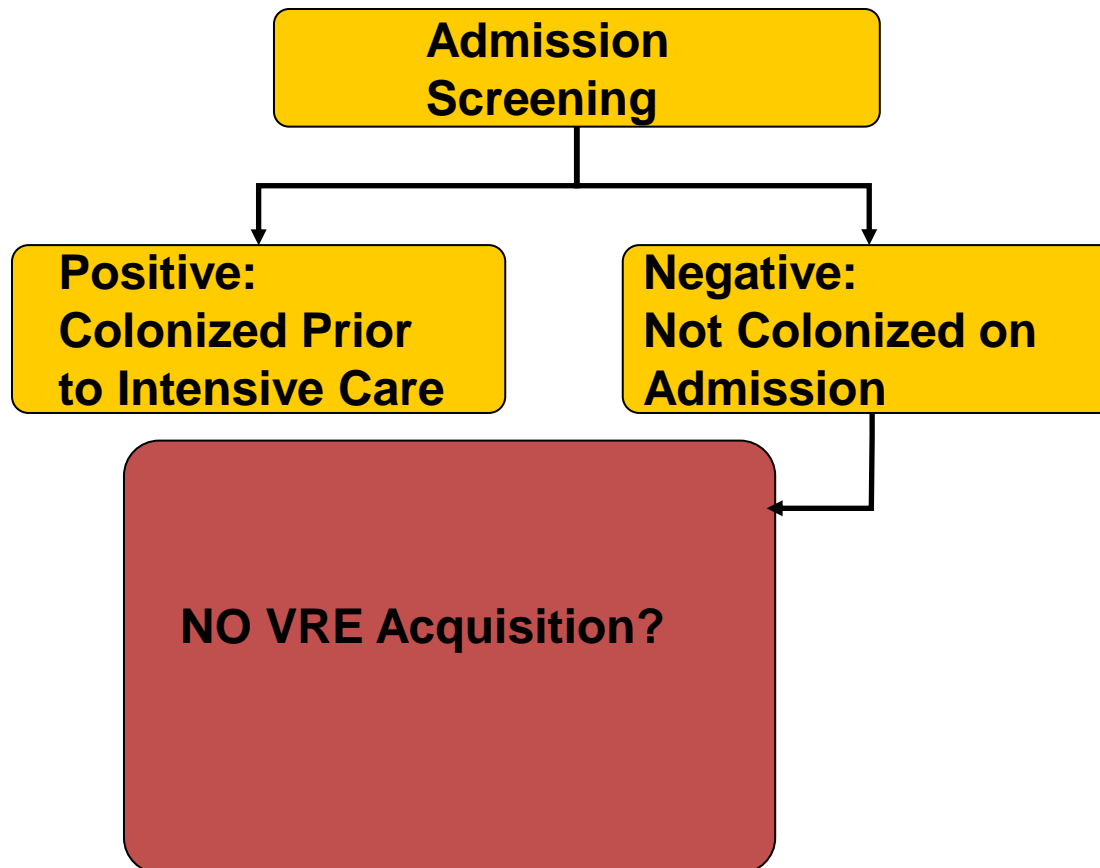 Admission
Screening
Positive:
Colonized Prior
to Intensive Care
Negative:
Not Colonized on
Admission
NO VRE Acquisition?